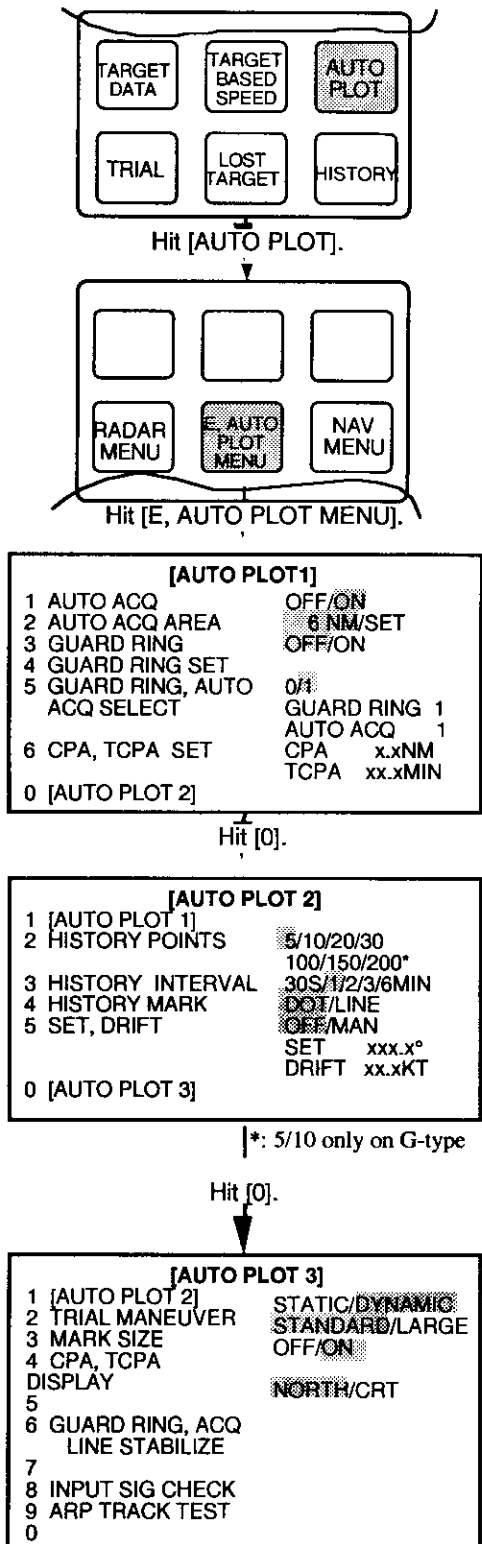 TARGET DATA
TARGET BASED SPEED
AUTO PLOT
TRIAL
LOST TARGET
HISTORY
Hit [AUTO PLOT].
RADAR MENU
E, AUTO PLOT MENU
NAV MENU
Hit [E, AUTO PLOT MENU].
[AUTO PLOT1]
1 AUTO ACQ OFF/ON
2 AUTO ACQ AREA 6 NM/SET
3 GUARD RING OFF/ON
4 GUARD RING SET
5 GUARD RING, AUTO 0/1
ACQ SELECT GUARD RING 1
AUTO ACQ 1
6 CPA, TCPA SET CPA x.xNM
TCPA xx.xMIN
0 [AUTO PLOT 2]
Hit [0].
[AUTO PLOT 2]
1 [AUTO PLOT 1]
2 HISTORY POINTS 5/10/20/30
100/150/200*
3 HISTORY INTERVAL 30S/1/2/3/6MIN
4 HISTORY MARK DOT/LINE
5 SET, DRIFT OFF/MAN
SET xxx.x°
DRIFT xx.xKT
0 [AUTO PLOT 3]
*: 5/10 only on G-type
Hit [0].
[AUTO PLOT 3]
1 [AUTO PLOT 2] STATIC/DYNAMIC
2 TRIAL MANEUVER STANDARD/LARGE
3 MARK SIZE OFF/ON
4 CPA, TCPA
DISPLAY NORTH/CRT
5
6 GUARD RING, ACQ
LINE STABILIZE
7
8 INPUT SIG CHECK
9 ARP TRACK TEST
0